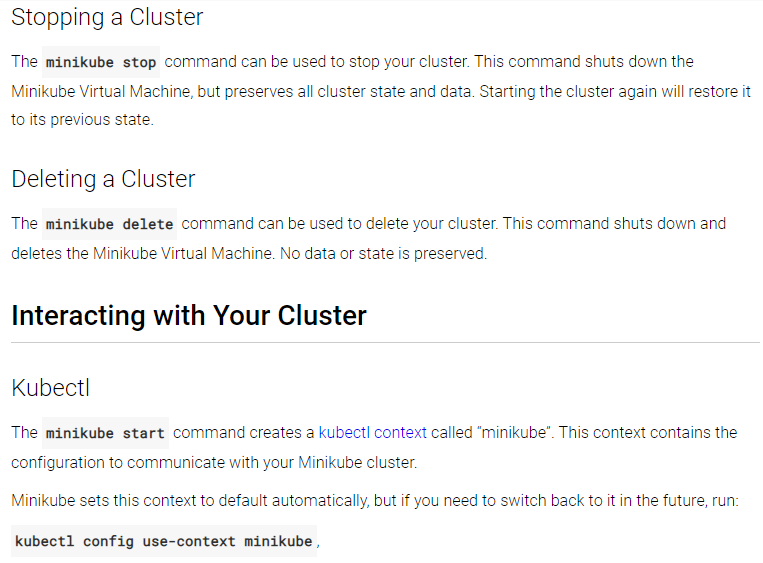 Stopping a Cluster
The minikube stop command can be used to stop your cluster. This command shuts down the
Minikube Virtual Machine, but preserves all cluster state and data. Starting the cluster again will restore it
to its previous state.
Deleting a Cluster
The minikube delete command can be used to delete your cluster. This command shuts down and
deletes the Minikube Virtual Machine. No data or state is preserved.
Interacting with Your Cluster
Kubectl
The minikube start command creates a kubectl context called “minikube”. This context contains the
configuration to communicate with your Minikube cluster.
Minikube sets this context to default automatically, but if you need to switch back to it in the future, run:
kubectl config use-context minikube,